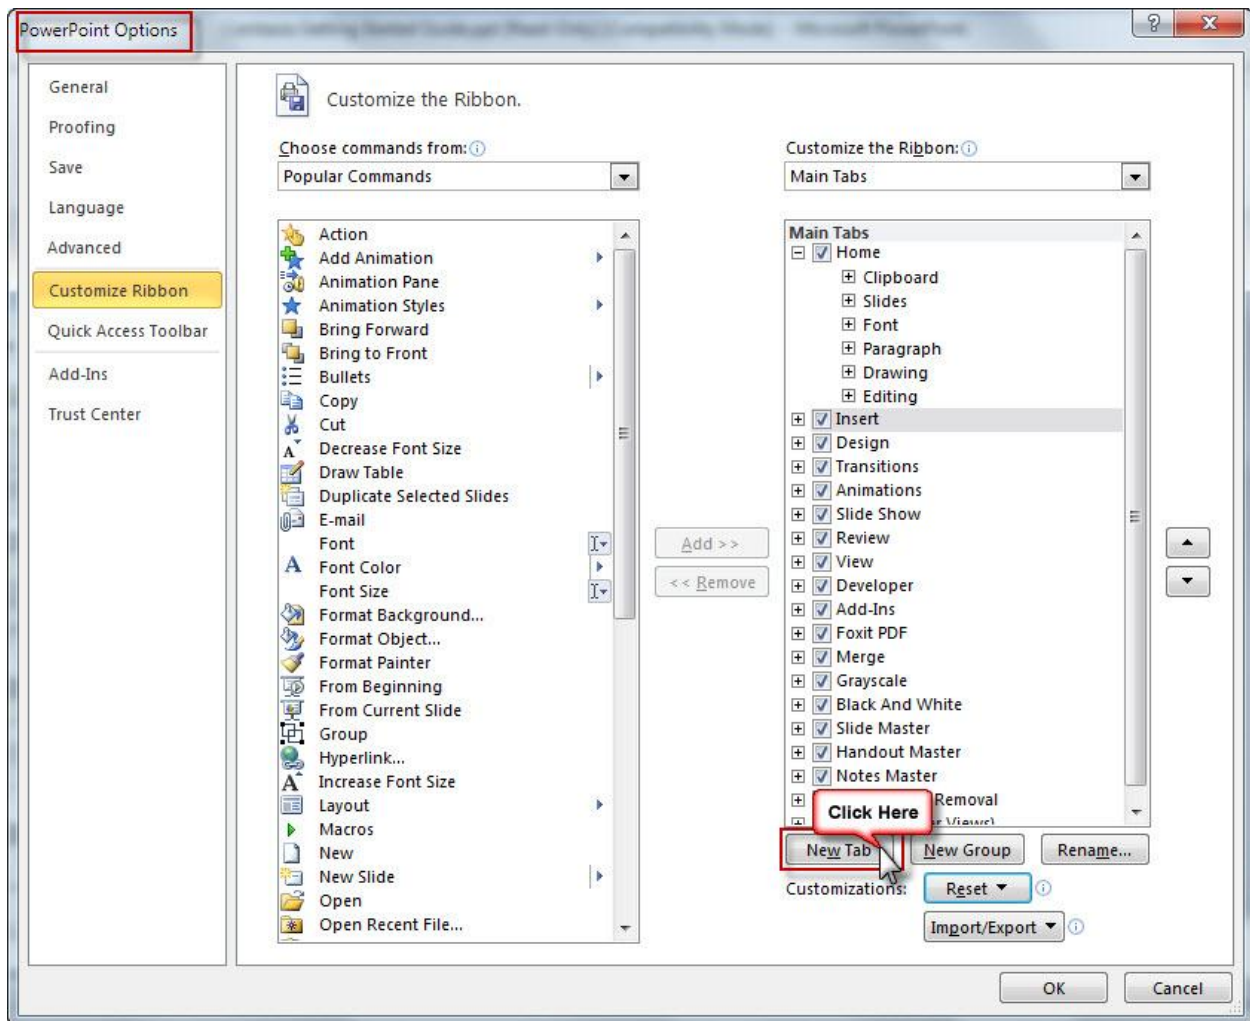 PowerPoint Options
General
Proofing
Save
Language
Advanced
Customize Ribbon
Quick Access Toolbar
Add-Ins
Trust Center
Customize the Ribbon.
Choose commands from:
Popular Commands
Action
Add Animation
Animation Pane
Animation Styles
Bring Forward
Bring to Front
Bullets
Copy
Cut
Decrease Font Size
Draw Table
Duplicate Selected Slides
E-mail
Font
Font Color
Font Size
Format Background...
Format Object...
Format Painter
From Beginning
From Current Slide
Group
Hyperlink...
Increase Font Size
Layout
Macros
New
New Slide
Open
Open Recent File...
Add >>
<< Remove
Customize the Ribbon:
Main Tabs
Main Tabs
Home
Clipboard
Slides
Font
Paragraph
Drawing
Editing
Insert
Design
Transitions
Animations
Slide Show
Review
View
Developer
Add-Ins
Foxit PDF
Merge
Grayscale
Black And White
Slide Master
Handout Master
Notes Master
Removal
Views)
Click Here
New Tab
New Group
Rename...
Customizations:
Reset
Import/Export
OK
Cancel